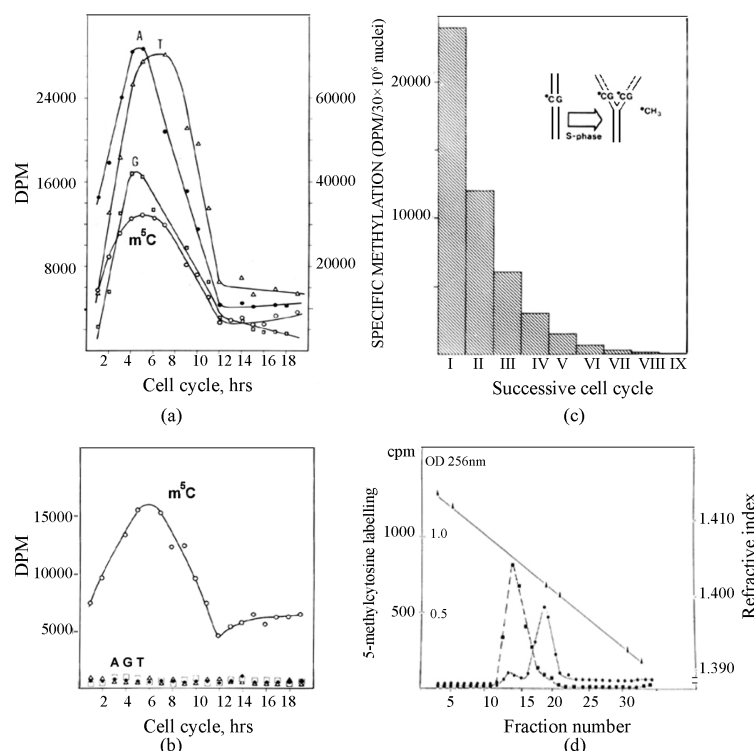 A
T
24000
60000
DPM
16000
G
40000
m⁵C
8000
20000
2 4 6 8 10 12 14 16 18
Cell cycle, hrs
(a)
SPECIFIC METHYLATION (DPM/30×10⁶ nuclei)
20000
*CG
*CG *CG
*CH₃
S-phase
10000
I II III IV V VI VII VIII IX
Successive cell cycle
(c)
m⁵C
15000
DPM
10000
5000
A G T
2 4 6 8 10 12 14 16 18
Cell cycle, hrs
(b)
cpm
OD 256nm
5-methylcytosine labelling
1000
1.0
500
0.5
1.410
1.400
1.390
Refractive index
5 10 15 20 30
Fraction number
(d)